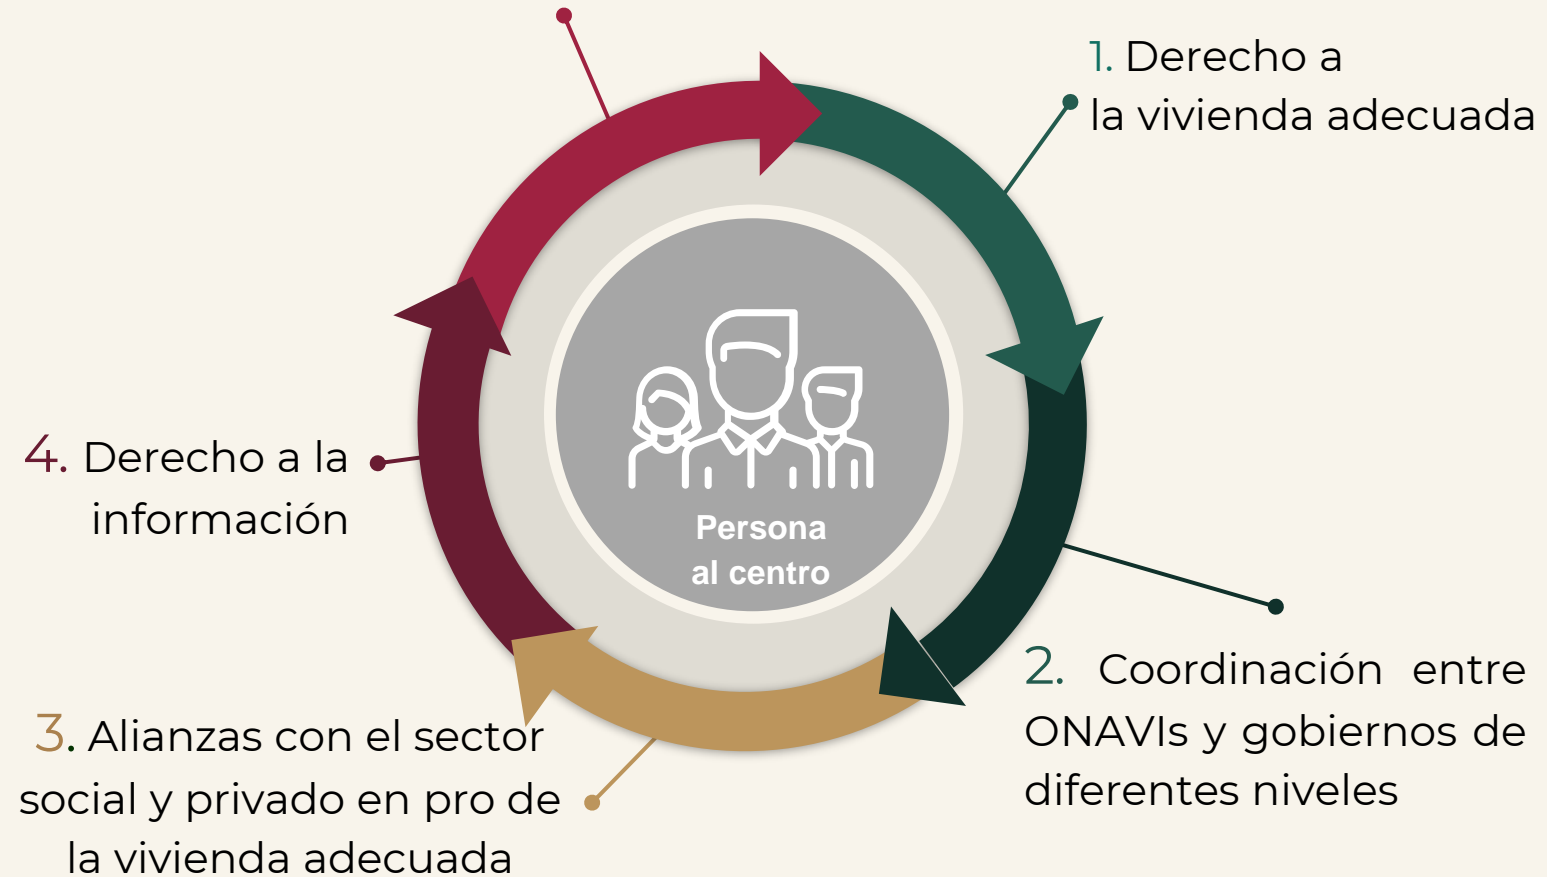 1. Derecho a
la vivienda adecuada
2. Coordinación entre
ONAVIs y gobiernos de
diferentes niveles
3. Alianzas con el sector
social y privado en pro de
la vivienda adecuada
4. Derecho a la
información
Persona
al centro